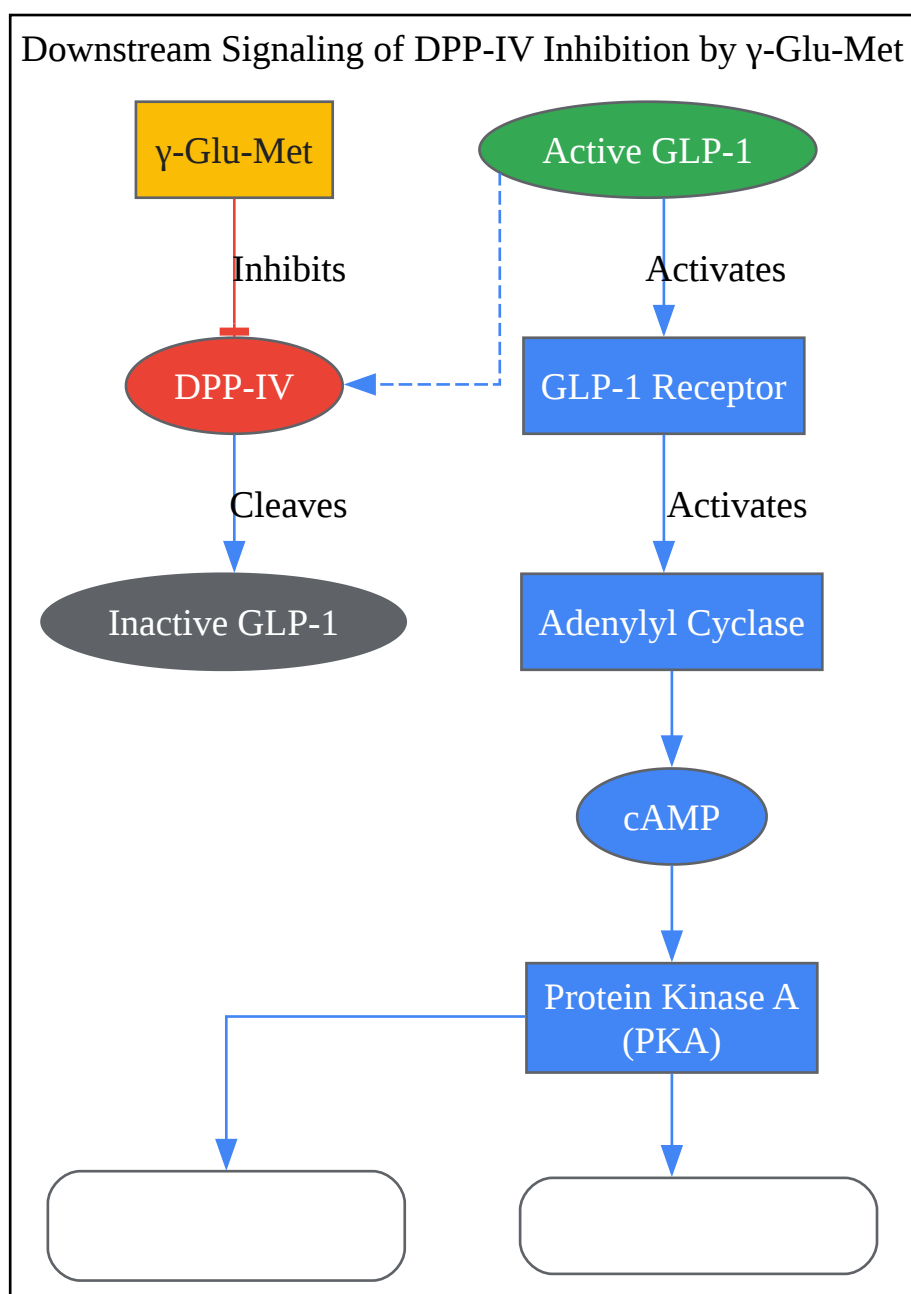 Downstream Signaling of DPP-IV Inhibition by γ-Glu-Met
γ-Glu-Met
Active GLP-1
Inhibits
Activates
DPP-IV
GLP-1 Receptor
Cleaves
Activates
Inactive GLP-1
Adenylyl Cyclase
cAMP
Protein Kinase A
(PKA)